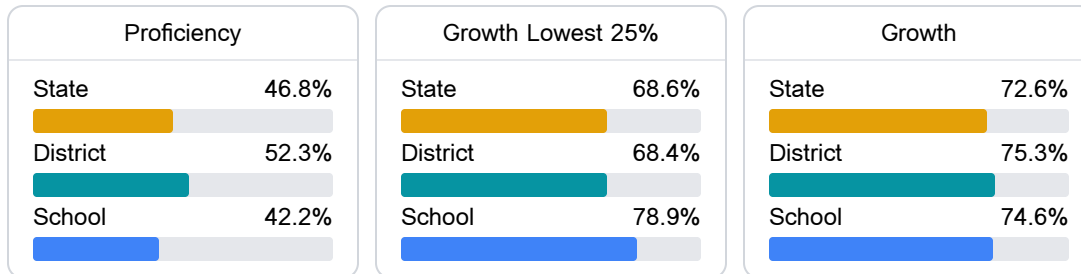 Proficiency
State 46.8%
District 52.3%
School 42.2%
Growth Lowest 25%
State 68.6%
District 68.4%
School 78.9%
Growth
State 72.6%
District 75.3%
School 74.6%